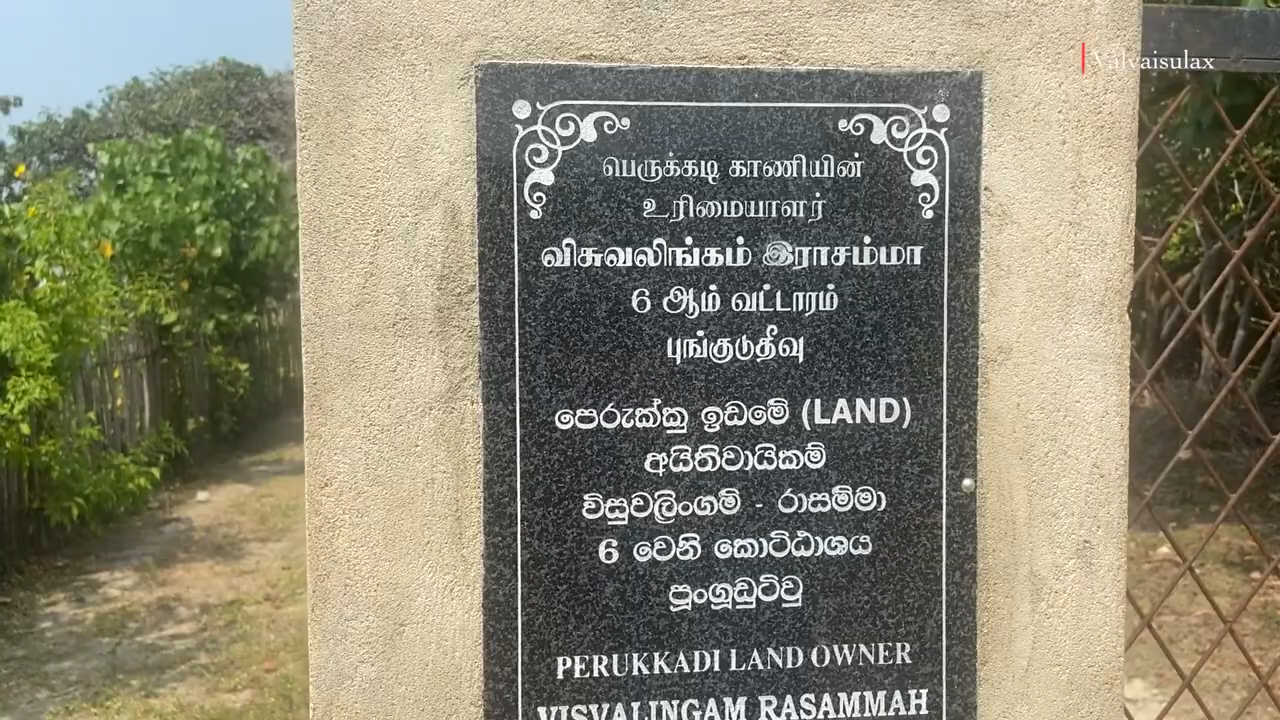 Valvaisulax
பெருக்கடி காணியின்
உரிமையாளர்
விசுவலிங்கம் இராசம்மா
6 ஆம் வட்டாரம்
புங்குடுதீவு
පෙරුක්කු ඉඩමේ (LAND)
අයිතිවායිකම්
විසුවලිංගම් - රාසම්මා
6 වෙනි කොට්ඨාශය
පූංගූඩුටිවු
PERUKKADI LAND OWNER
VISVALINGAM RASAMMAH